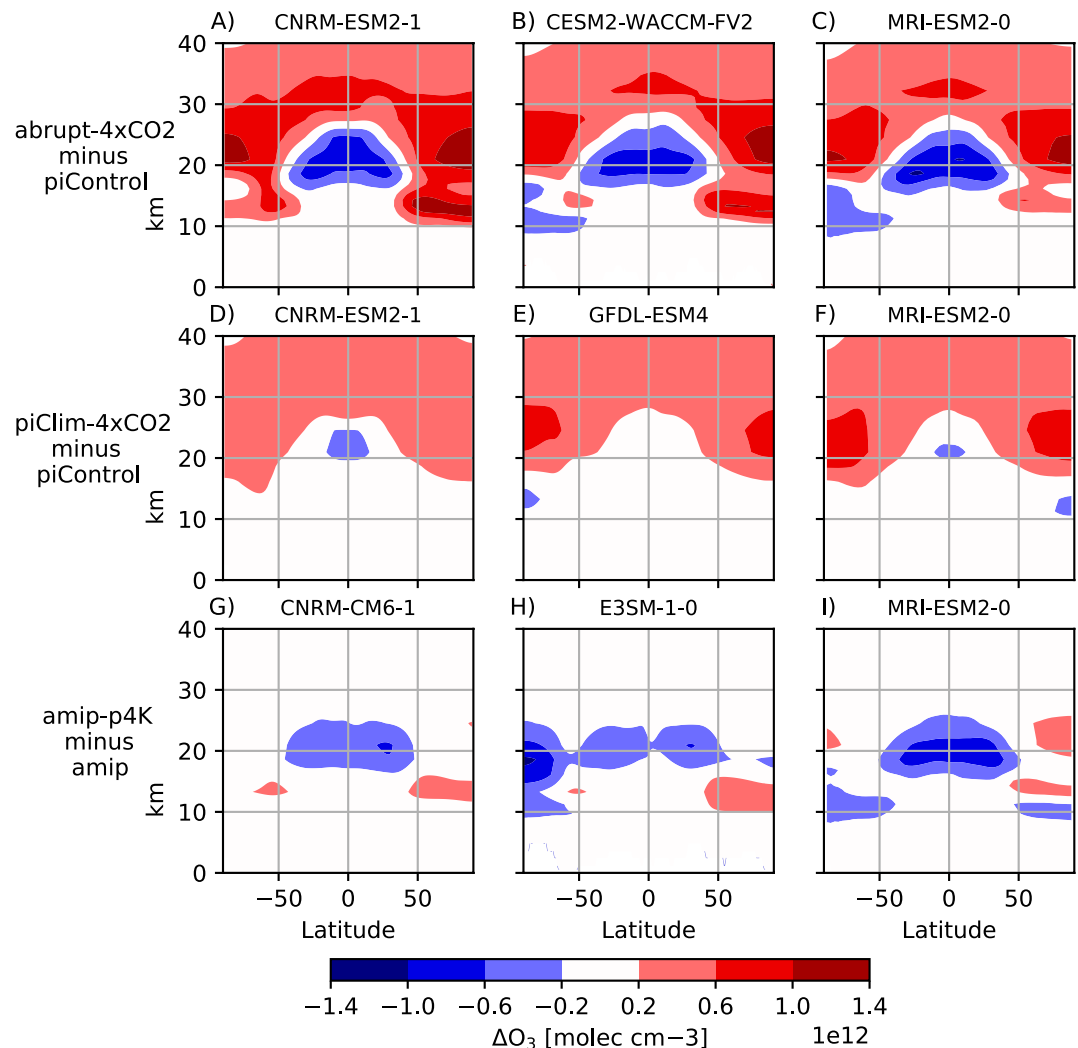 A) CNRM-ESM2-1 B) CESM2-WACCM-FV2 C) MRI-ESM2-0
40
30
20
10
0
km
abrupt-4xCO2
minus
piControl
D) CNRM-ESM2-1 E) GFDL-ESM4 F) MRI-ESM2-0
40
30
20
10
0
km
piClim-4xCO2
minus
piControl
G) CNRM-CM6-1 H) E3SM-1-0 I) MRI-ESM2-0
40
30
20
10
0
km
amip-p4K
minus
amip
−50 0 50 −50 0 50 −50 0 50
Latitude Latitude Latitude
−1.4 −1.0 −0.6 −0.2 0.2 0.6 1.0 1.4
1e12
ΔO₃ [molec cm−3]